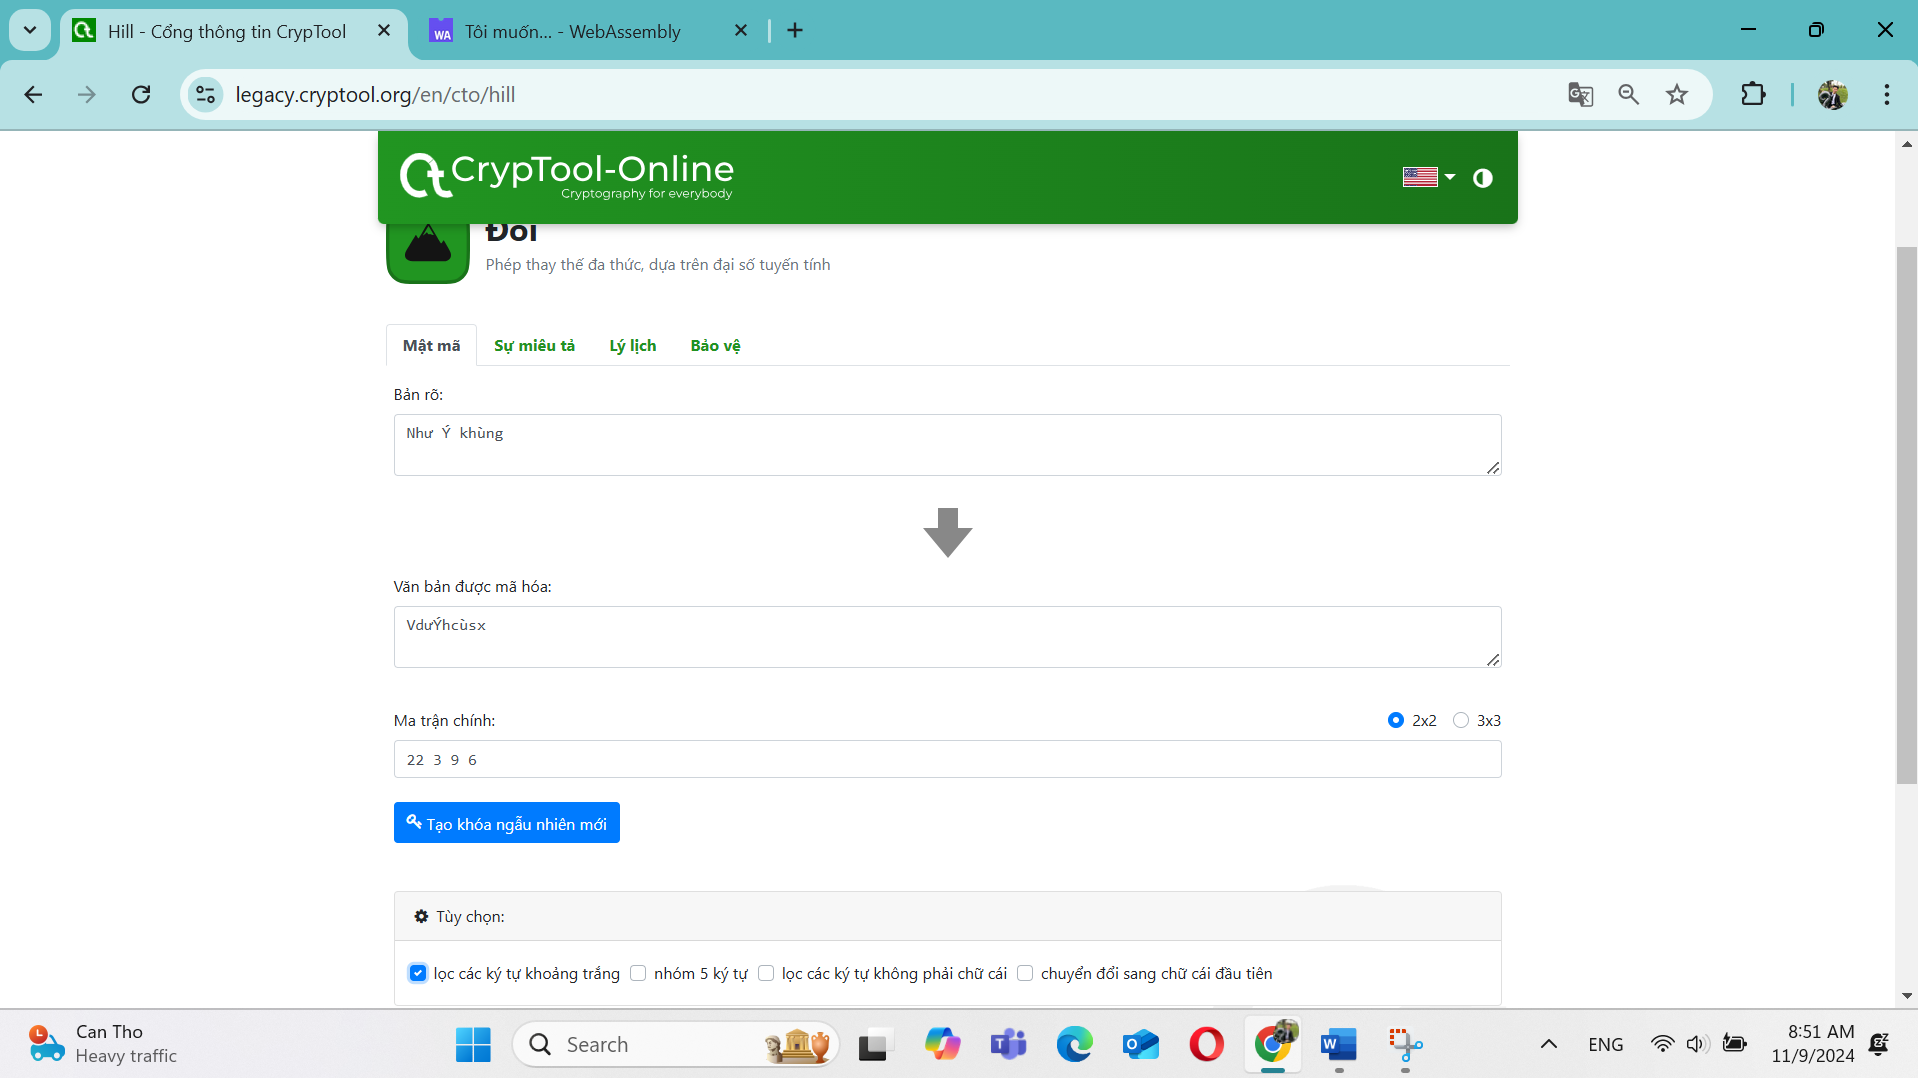 Hill - Cổng thông tin CrypTool
Tôi muốn... - WebAssembly
legacy.cryptool.org/en/cto/hill
CrypTool-Online
Cryptography for everybody
Đồi
Phép thay thế đa thức, dựa trên đại số tuyến tính
Mật mã Sự miêu tả Lý lịch Bảo vệ
Bản rõ:
Như Ý khùng
Văn bản được mã hóa:
VdưÝhcùsx
Ma trận chính:
2x2 3x3
22 3 9 6
Tạo khóa ngẫu nhiên mới
Tùy chọn:
lọc các ký tự khoảng trắng nhóm 5 ký tự lọc các ký tự không phải chữ cái chuyển đổi sang chữ cái đầu tiên
Can Tho
Heavy traffic
Search
ENG
8:51 AM
11/9/2024